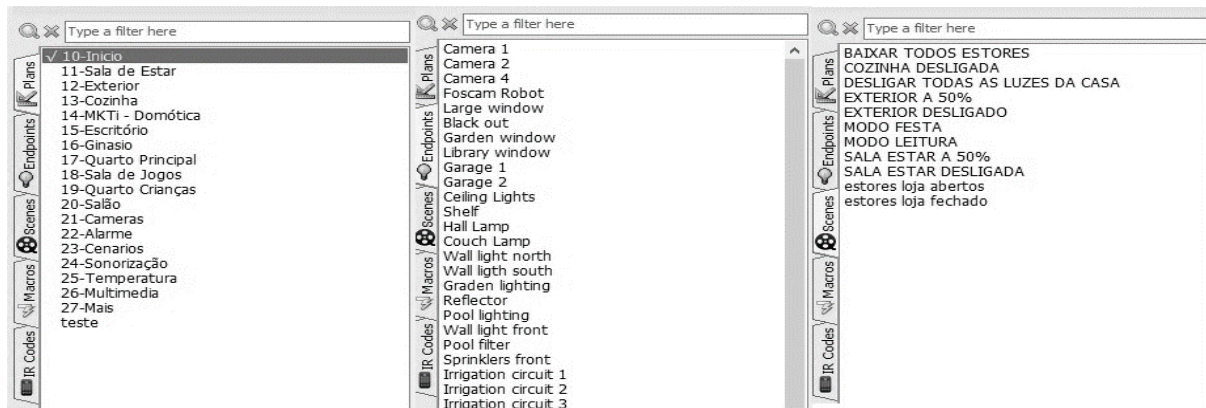 Type a filter here
Plans
Endpoints
Scenes
Macros
IR Codes
✓ 10-Inicio
11-Sala de Estar
12-Exterior
13-Cozinha
14-MKTi - Domótica
15-Escritório
16-Ginasio
17-Quarto Principal
18-Sala de Jogos
19-Quarto Crianças
20-Salão
21-Cameras
22-Alarme
23-Cenarios
24-Sonorização
25-Temperatura
26-Multimedia
27-Mais
teste
Type a filter here
Plans
Endpoints
Scenes
Macros
IR Codes
Camera 1
Camera 2
Camera 4
Foscam Robot
Large window
Black out
Garden window
Library window
Garage 1
Garage 2
Ceiling Lights
Shelf
Hall Lamp
Couch Lamp
Wall light north
Wall ligth south
Graden lighting
Reflector
Pool lighting
Wall light front
Pool filter
Sprinklers front
Irrigation circuit 1
Irrigation circuit 2
Irrigation circuit 3
Type a filter here
Plans
Endpoints
Scenes
Macros
IR Codes
BAIXAR TODOS ESTORES
COZINHA DESLIGADA
DESLIGAR TODAS AS LUZES DA CASA
EXTERIOR A 50%
EXTERIOR DESLIGADO
MODO FESTA
MODO LEITURA
SALA ESTAR A 50%
SALA ESTAR DESLIGADA
estores loja abertos
estores loja fechado